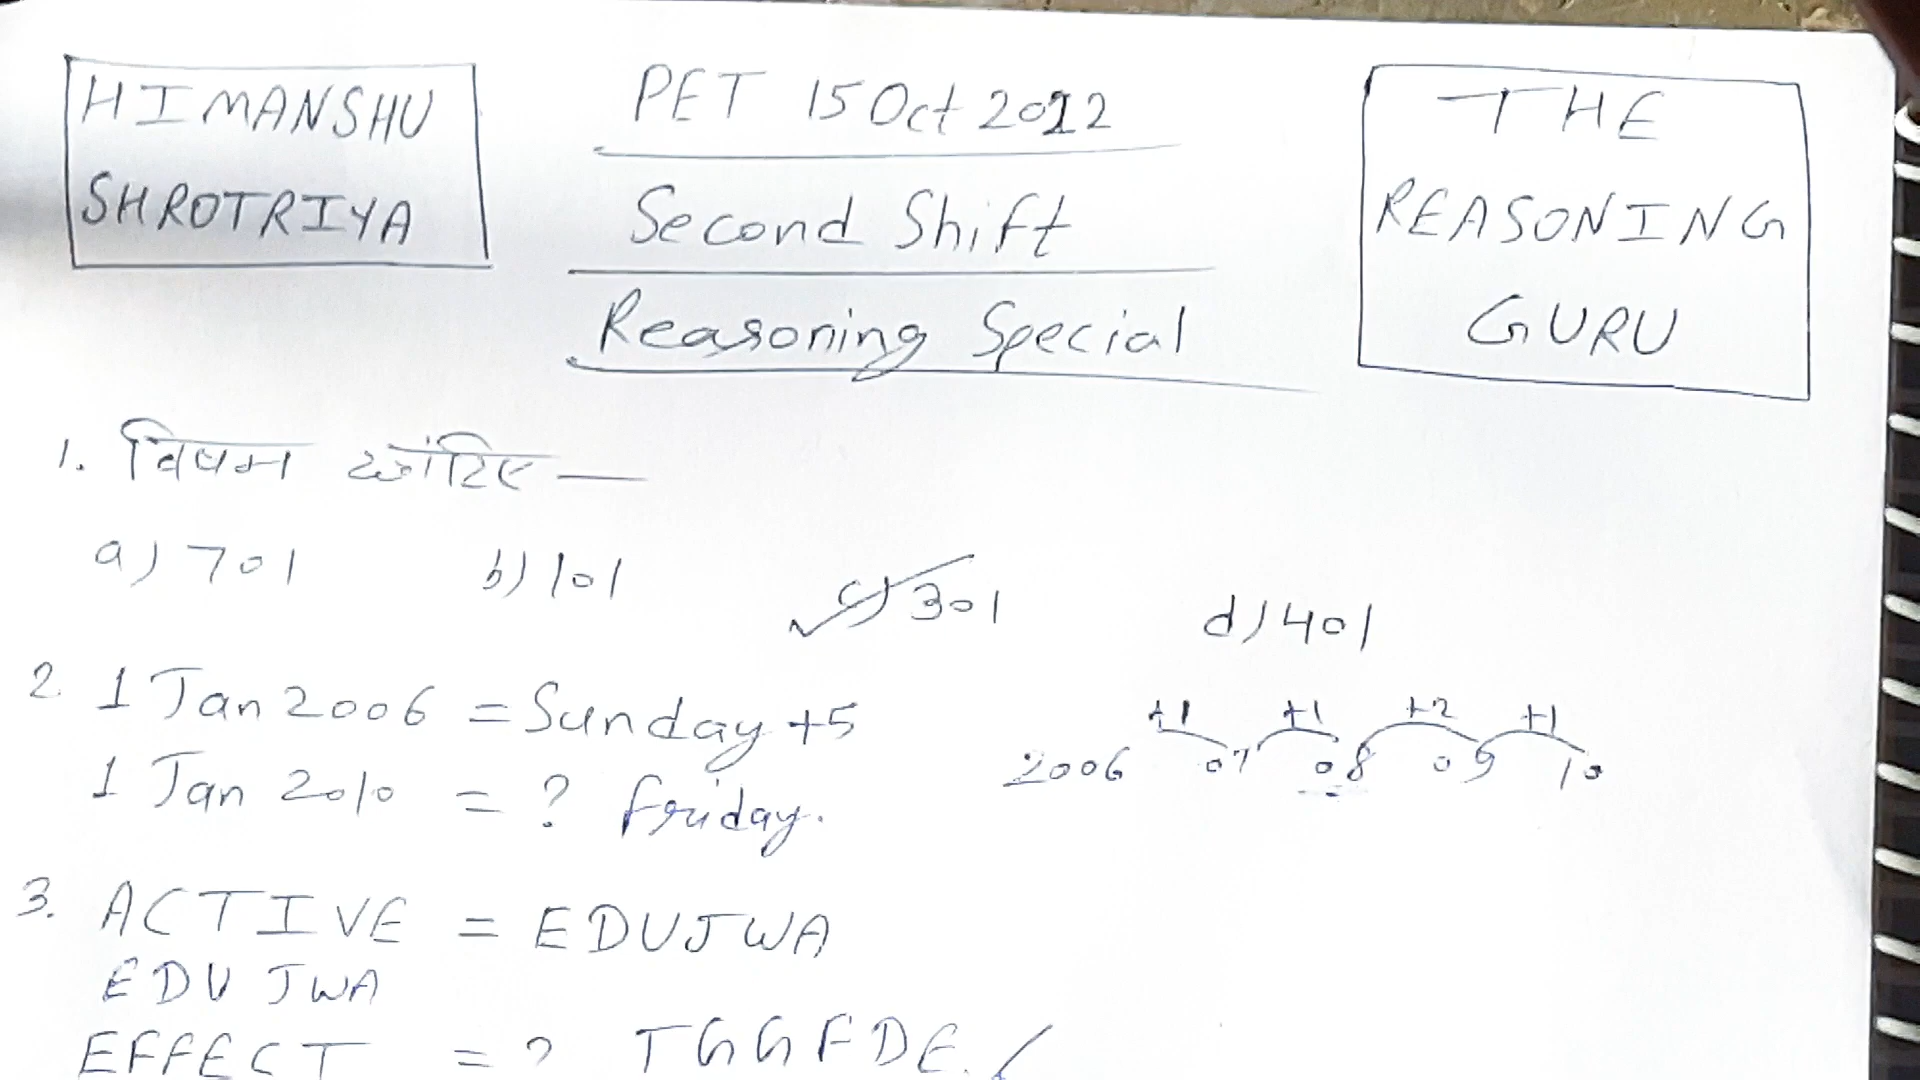 HIMANSHU
SHROTRIYA
PET 15 Oct 2022
Second Shift
Reasoning Special
THE
REASONING
GURU
1. विषम छांटिए —
a) 701 b) 101 c) 301 d) 401
2 1 Jan 2006 = Sunday +5
1 Jan 2010 = ? Friday.
+1 +1 +2 +1
2006 07 08 09 10
3. ACTIVE = EDUJWA
EDU JWA
EFFECT = ? TGGFDE.